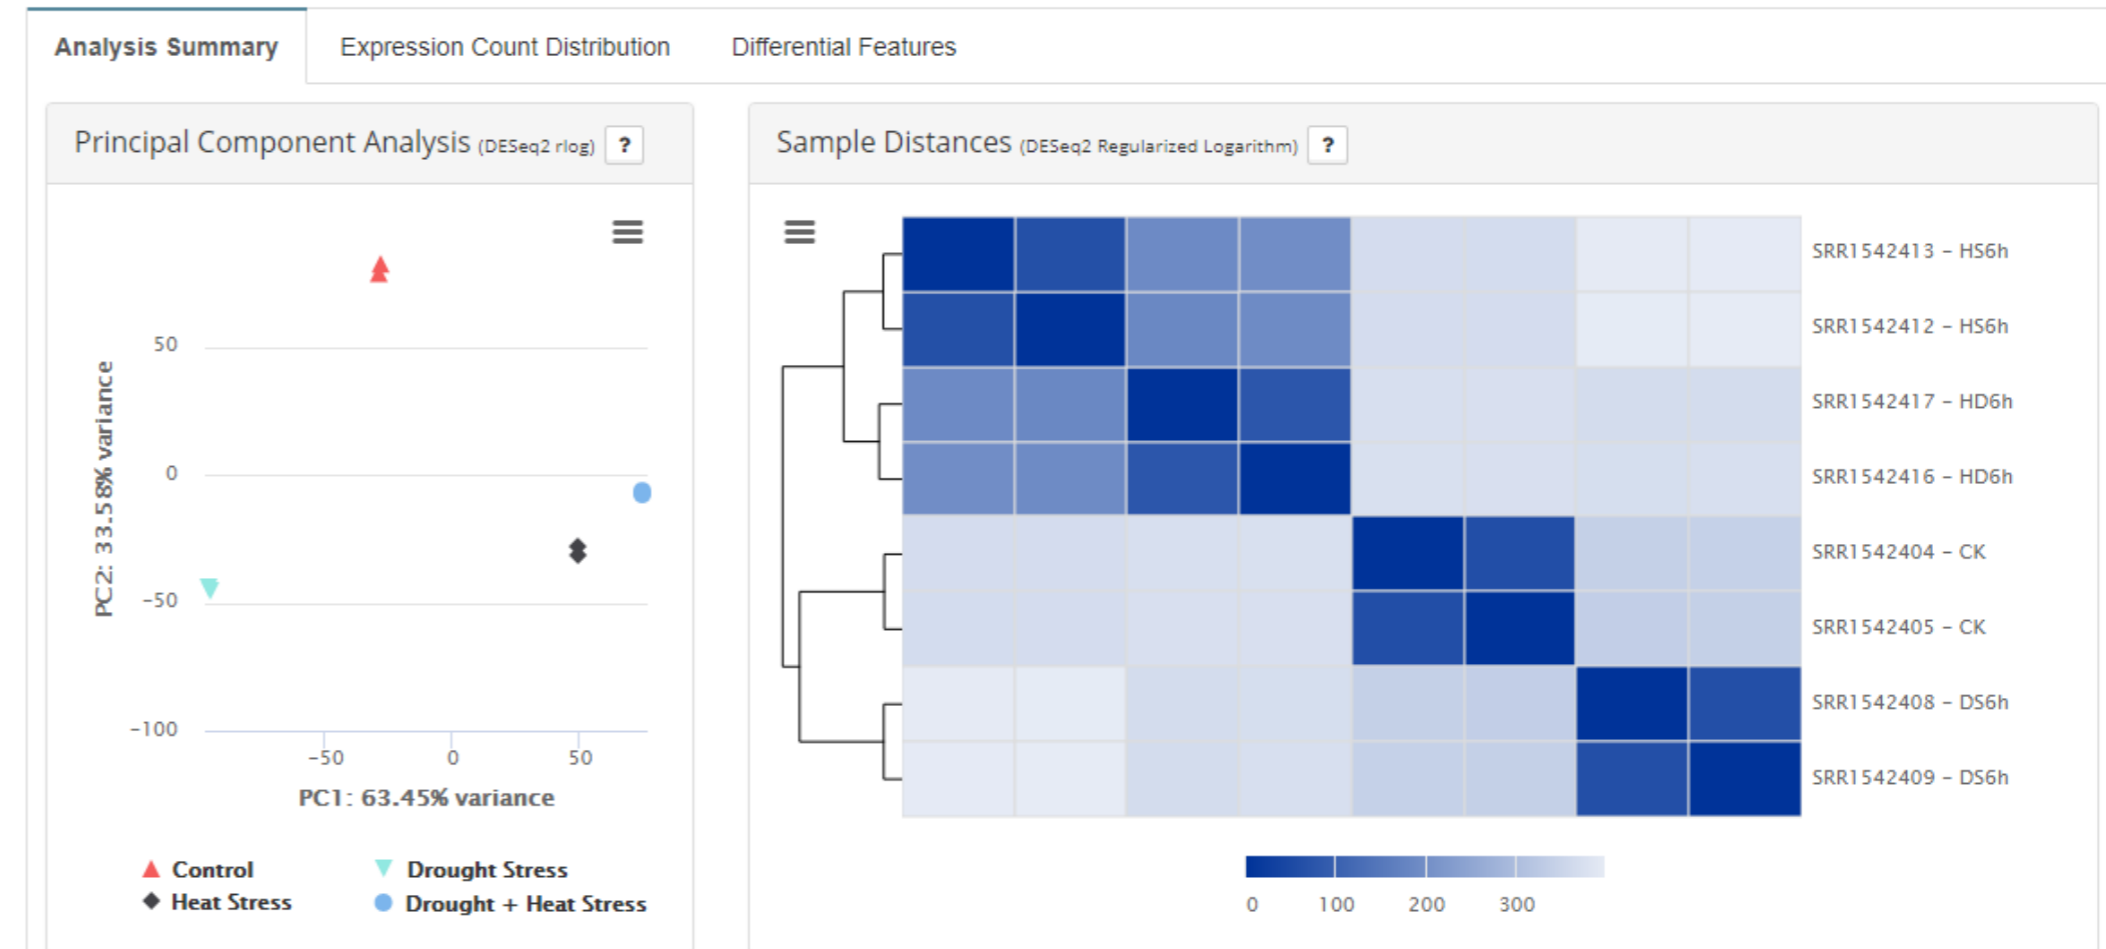 Analysis Summary
Expression Count Distribution
Differential Features
Principal Component Analysis (DESeq2 rlog) ?
50
0
-50
-100
PC2: 33.58% variance
-50 0 50
PC1: 63.45% variance
Control
Drought Stress
Heat Stress
Drought + Heat Stress
Sample Distances (DESeq2 Regularized Logarithm) ?
SRR1542413 - HS6h
SRR1542412 - HS6h
SRR1542417 - HD6h
SRR1542416 - HD6h
SRR1542404 - CK
SRR1542405 - CK
SRR1542408 - DS6h
SRR1542409 - DS6h
0 100 200 300